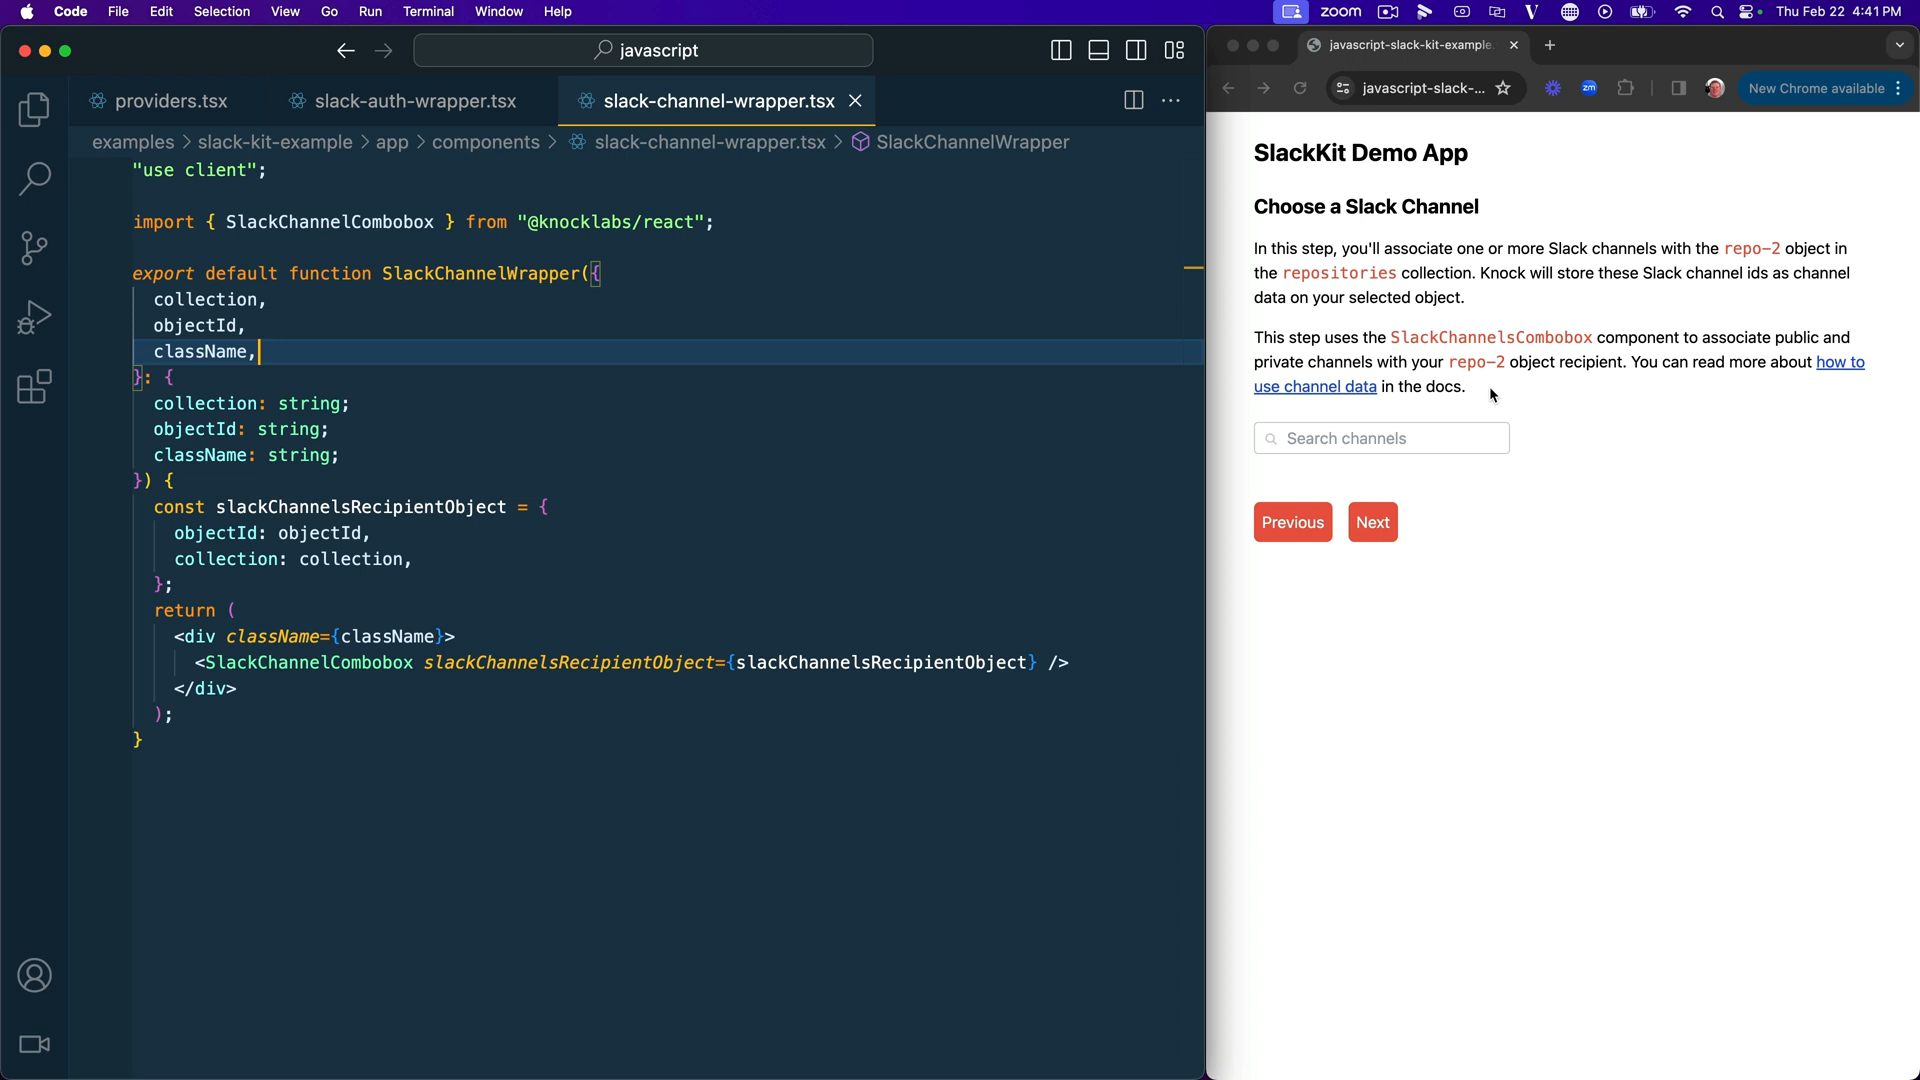 Code File Edit Selection View Go Run Terminal Window Help
zoom
Thu Feb 22 4:41 PM
javascript
providers.tsx
slack-auth-wrapper.tsx
slack-channel-wrapper.tsx
examples > slack-kit-example > app > components > slack-channel-wrapper.tsx > SlackChannelWrapper
"use client";
import { SlackChannelCombobox } from "@knocklabs/react";
export default function SlackChannelWrapper({
collection,
objectId,
className,
}: {
collection: string;
objectId: string;
className: string;
}) {
const slackChannelsRecipientObject = {
objectId: objectId,
collection: collection,
};
return (
<div className={className}>
<SlackChannelCombobox slackChannelsRecipientObject={slackChannelsRecipientObject} />
</div>
);
}
javascript-slack-kit-example
javascript-slack-...
zm
New Chrome available
SlackKit Demo App
Choose a Slack Channel
In this step, you'll associate one or more Slack channels with the repo-2 object in
the repositories collection. Knock will store these Slack channel ids as channel
data on your selected object.
This step uses the SlackChannelsCombobox component to associate public and
private channels with your repo-2 object recipient. You can read more about how to
use channel data in the docs.
Search channels
Previous
Next